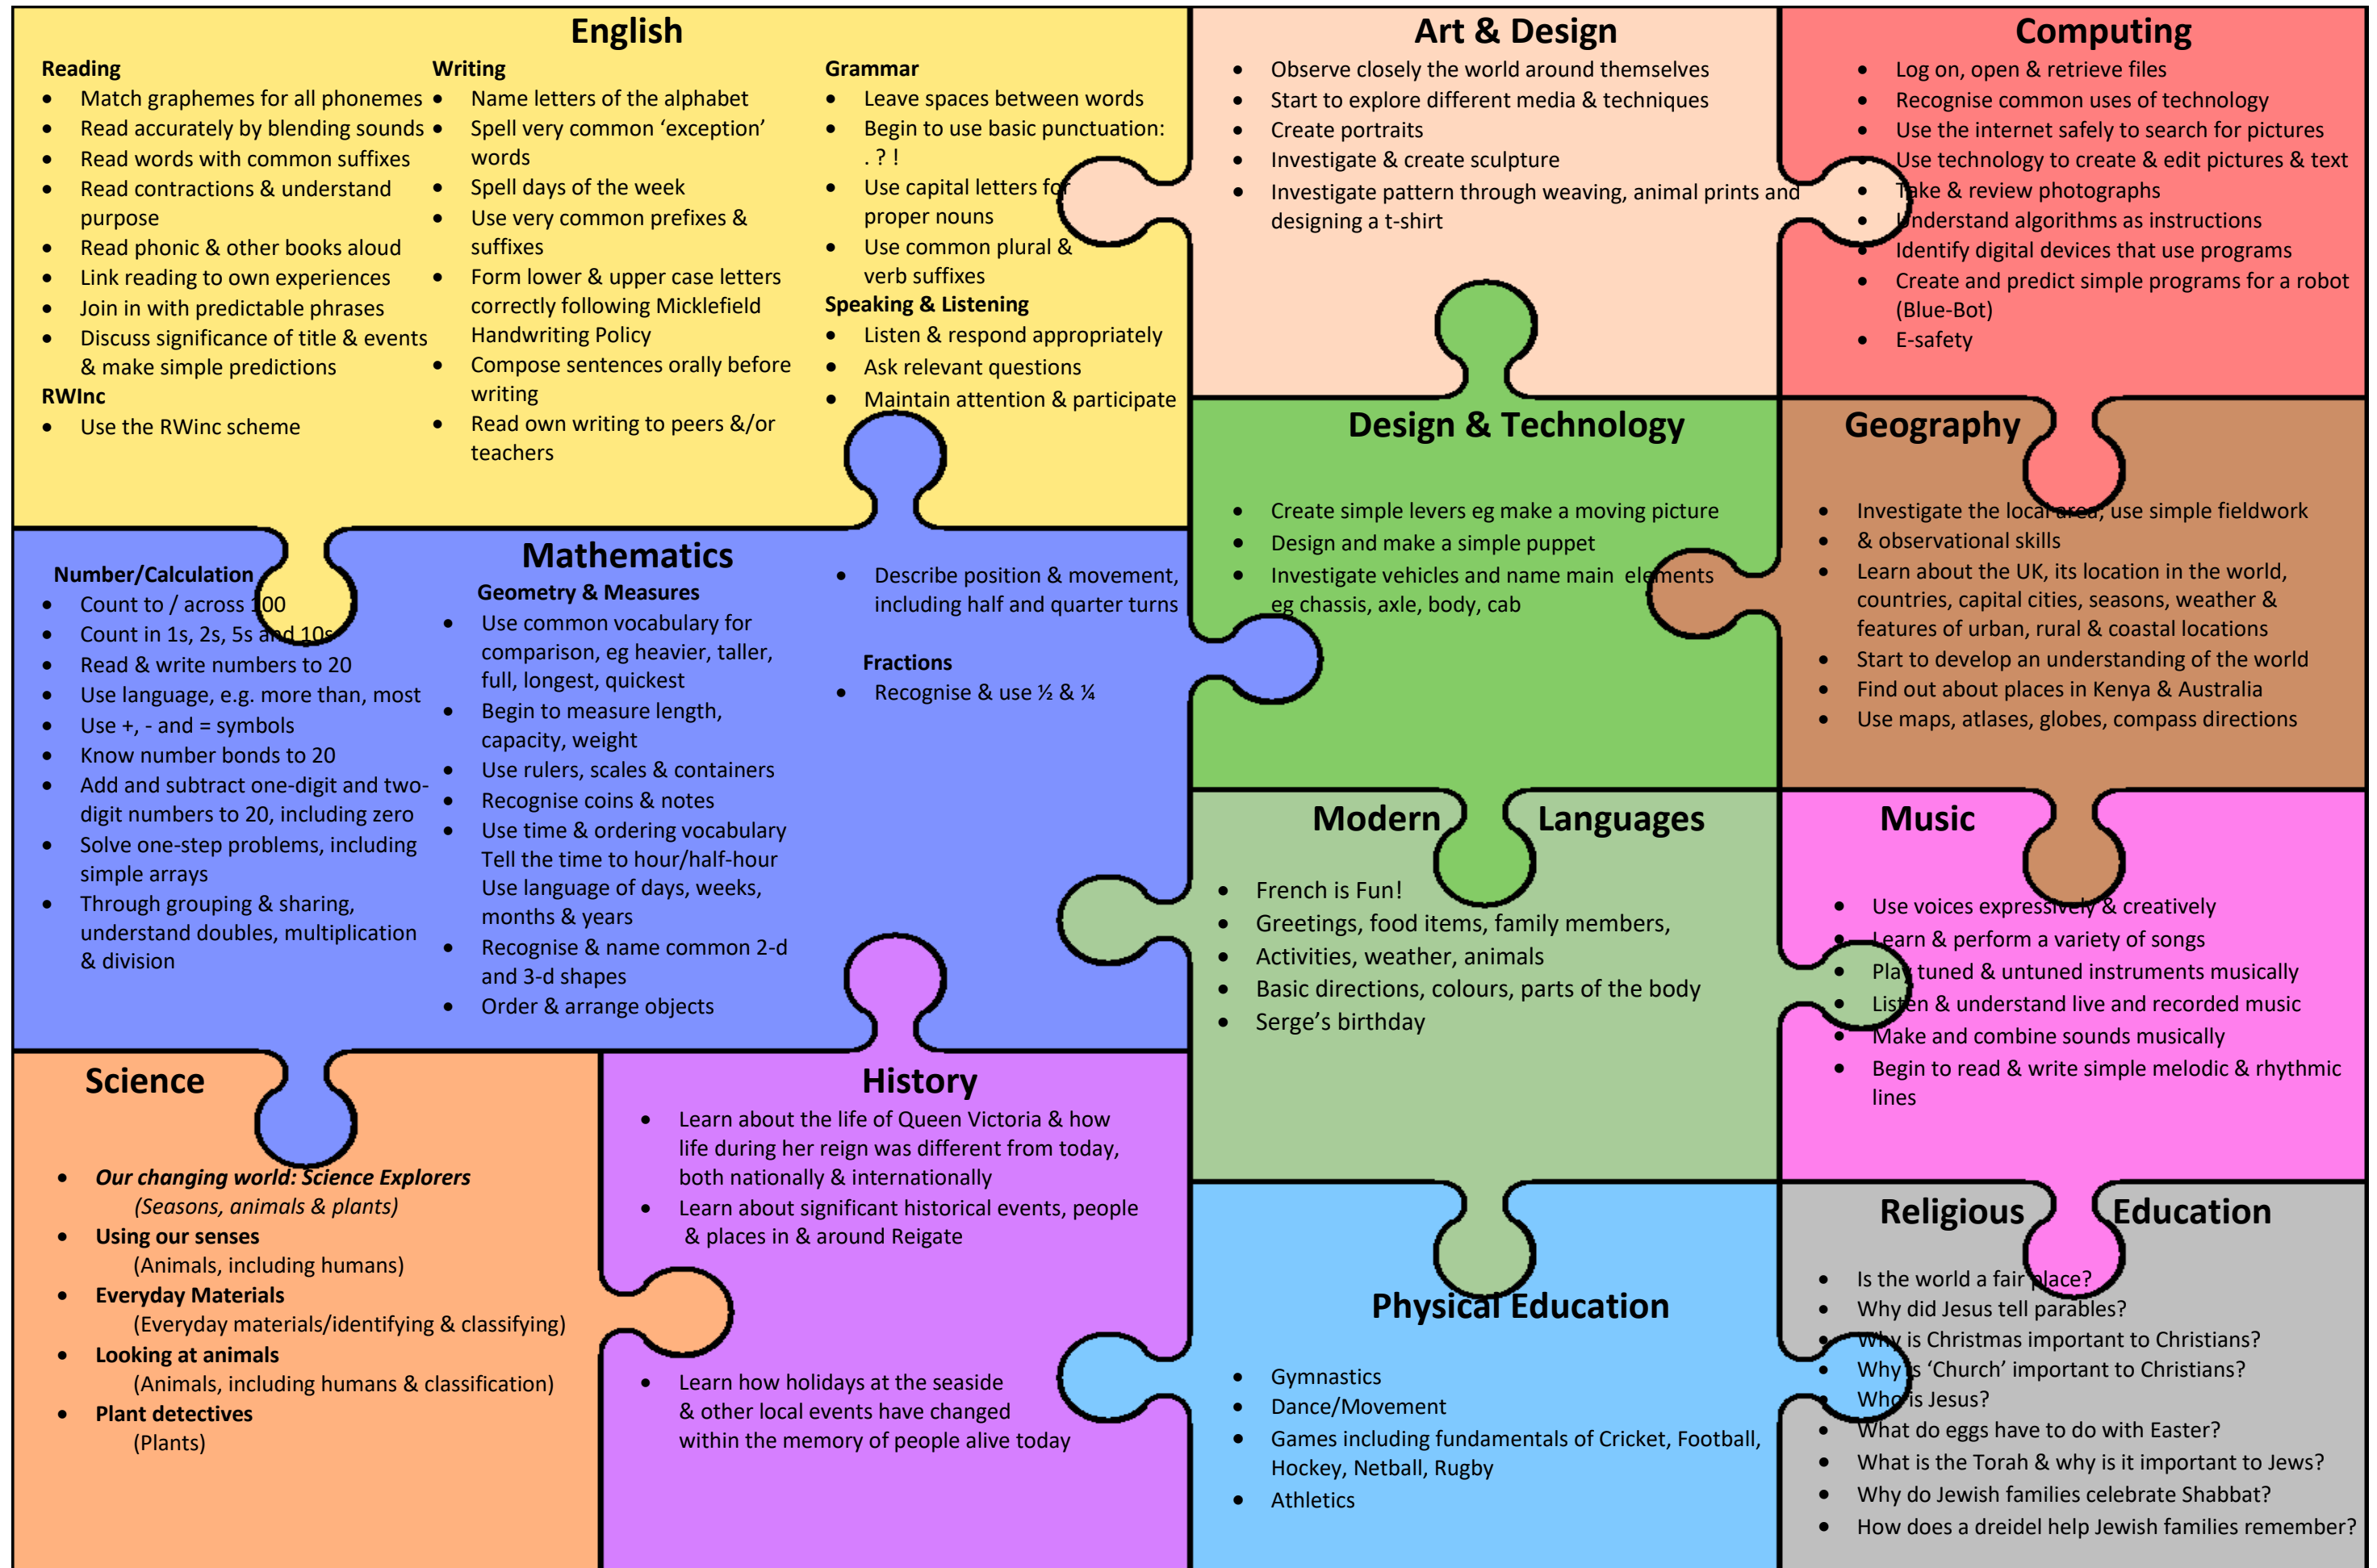 English
Reading
• Match graphemes for all phonemes
• Read accurately by blending sounds
• Read words with common suffixes
• Read contractions & understand
purpose
• Read phonic & other books aloud
• Link reading to own experiences
• Join in with predictable phrases
• Discuss significance of title & events
& make simple predictions
RWInc
• Use the RWinc scheme
Writing
• Name letters of the alphabet
• Spell very common ‘exception’
words
• Spell days of the week
• Use very common prefixes &
suffixes
• Form lower & upper case letters
correctly following Micklefield
Handwriting Policy
• Compose sentences orally before
writing
• Read own writing to peers &/or
teachers
Grammar
• Leave spaces between words
• Begin to use basic punctuation:
. ? !
• Use capital letters for
proper nouns
• Use common plural &
verb suffixes
Speaking & Listening
• Listen & respond appropriately
• Ask relevant questions
• Maintain attention & participate
Art & Design
• Observe closely the world around themselves
• Start to explore different media & techniques
• Create portraits
• Investigate & create sculpture
• Investigate pattern through weaving, animal prints and
designing a t-shirt
Computing
• Log on, open & retrieve files
• Recognise common uses of technology
• Use the internet safely to search for pictures
• Use technology to create & edit pictures & text
• Take & review photographs
• Understand algorithms as instructions
• Identify digital devices that use programs
• Create and predict simple programs for a robot
(Blue-Bot)
• E-safety
Mathematics
Number/Calculation
• Count to / across 100
• Count in 1s, 2s, 5s and 10s
• Read & write numbers to 20
• Use language, e.g. more than, most
• Use +, - and = symbols
• Know number bonds to 20
• Add and subtract one-digit and two-
digit numbers to 20, including zero
• Solve one-step problems, including
simple arrays
• Through grouping & sharing,
understand doubles, multiplication
& division
Geometry & Measures
• Use common vocabulary for
comparison, eg heavier, taller,
full, longest, quickest
• Begin to measure length,
capacity, weight
• Use rulers, scales & containers
• Recognise coins & notes
• Use time & ordering vocabulary
Tell the time to hour/half-hour
Use language of days, weeks,
months & years
• Recognise & name common 2-d
and 3-d shapes
• Order & arrange objects
• Describe position & movement,
including half and quarter turns
Fractions
• Recognise & use ½ & ¼
Design & Technology
• Create simple levers eg make a moving picture
• Design and make a simple puppet
• Investigate vehicles and name main elements
eg chassis, axle, body, cab
Geography
• Investigate the local area; use simple fieldwork
• & observational skills
• Learn about the UK, its location in the world,
countries, capital cities, seasons, weather &
features of urban, rural & coastal locations
• Start to develop an understanding of the world
• Find out about places in Kenya & Australia
• Use maps, atlases, globes, compass directions
Modern Languages
• French is Fun!
• Greetings, food items, family members,
• Activities, weather, animals
• Basic directions, colours, parts of the body
• Serge’s birthday
Music
• Use voices expressively & creatively
• Learn & perform a variety of songs
• Play tuned & untuned instruments musically
• Listen & understand live and recorded music
• Make and combine sounds musically
• Begin to read & write simple melodic & rhythmic
lines
Science
• Our changing world: Science Explorers
(Seasons, animals & plants)
• Using our senses
(Animals, including humans)
• Everyday Materials
(Everyday materials/identifying & classifying)
• Looking at animals
(Animals, including humans & classification)
• Plant detectives
(Plants)
History
• Learn about the life of Queen Victoria & how
life during her reign was different from today,
both nationally & internationally
• Learn about significant historical events, people
& places in & around Reigate
• Learn how holidays at the seaside
& other local events have changed
within the memory of people alive today
Physical Education
• Gymnastics
• Dance/Movement
• Games including fundamentals of Cricket, Football,
Hockey, Netball, Rugby
• Athletics
Religious Education
• Is the world a fair place?
• Why did Jesus tell parables?
• Why is Christmas important to Christians?
• Why is ‘Church’ important to Christians?
• Who is Jesus?
• What do eggs have to do with Easter?
• What is the Torah & why is it important to Jews?
• Why do Jewish families celebrate Shabbat?
• How does a dreidel help Jewish families remember?